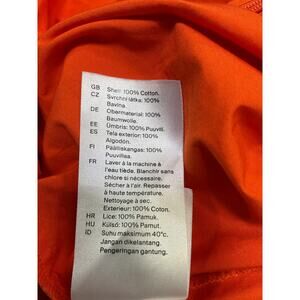 GB Shell: 100% Cotton.
CZ Svrchní látka: 100%
Bavlna.
DE Obermaterial: 100%
Baumwolle.
EE Ümbris: 100% Puuvill.
ES Tela exterior: 100%
Algodón.
FI Päälliskangas: 100%
Puuvillaa.
FR Laver à la machine à
l'eau tiède. Blanchir sans
chlore si nécessaire.
Sécher à l'air. Repasser
à haute température.
Nettoyage à sec.
Exterieur: 100% Coton.
HR Lice: 100% Pamuk.
HU Külső: 100% Pamut.
ID Suhu maksimum 40°c.
Jangan dikelantang.
Pengeringan gantung.